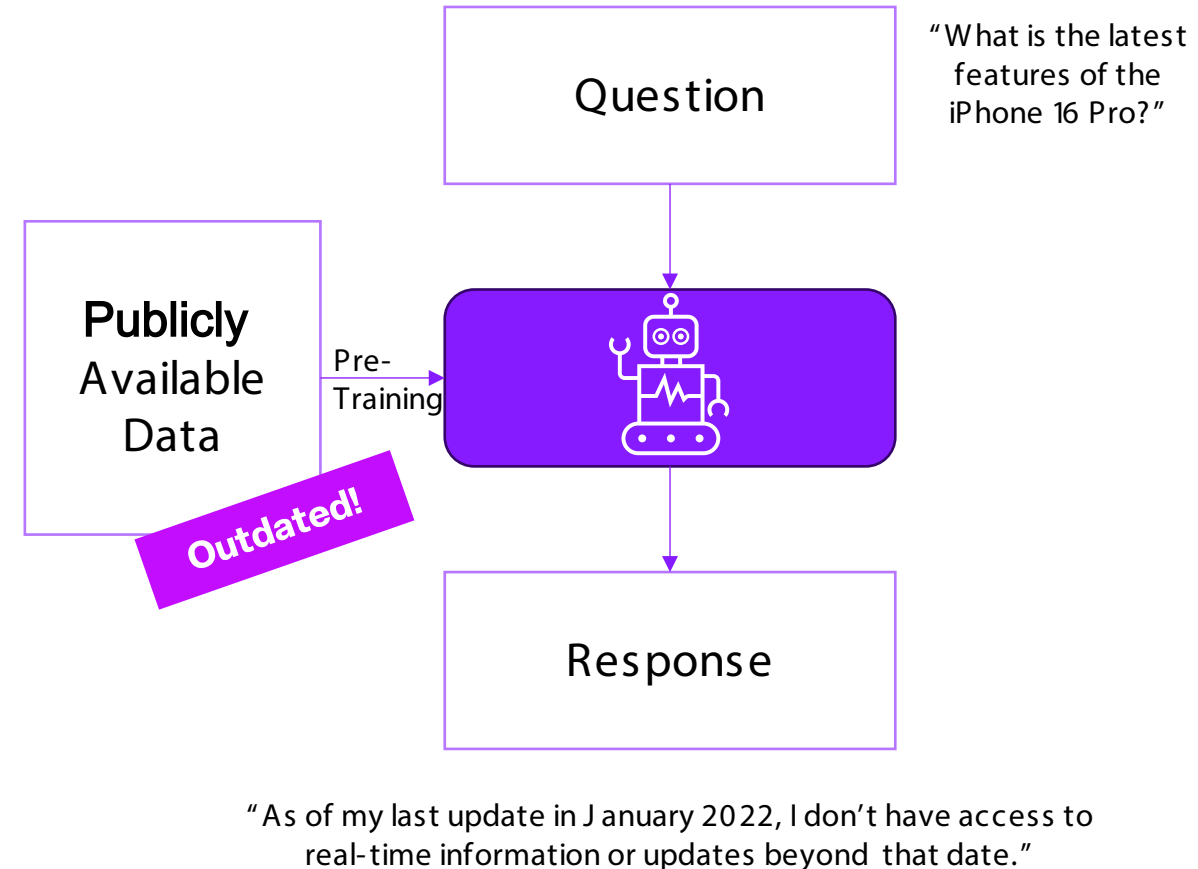 Question
“What is the latest
features of the
iPhone 16 Pro?”
Publicly
Available
Data
Pre-
Training
Outdated!
Response
“As of my last update in January 2022, I don’t have access to
real-time information or updates beyond that date.”